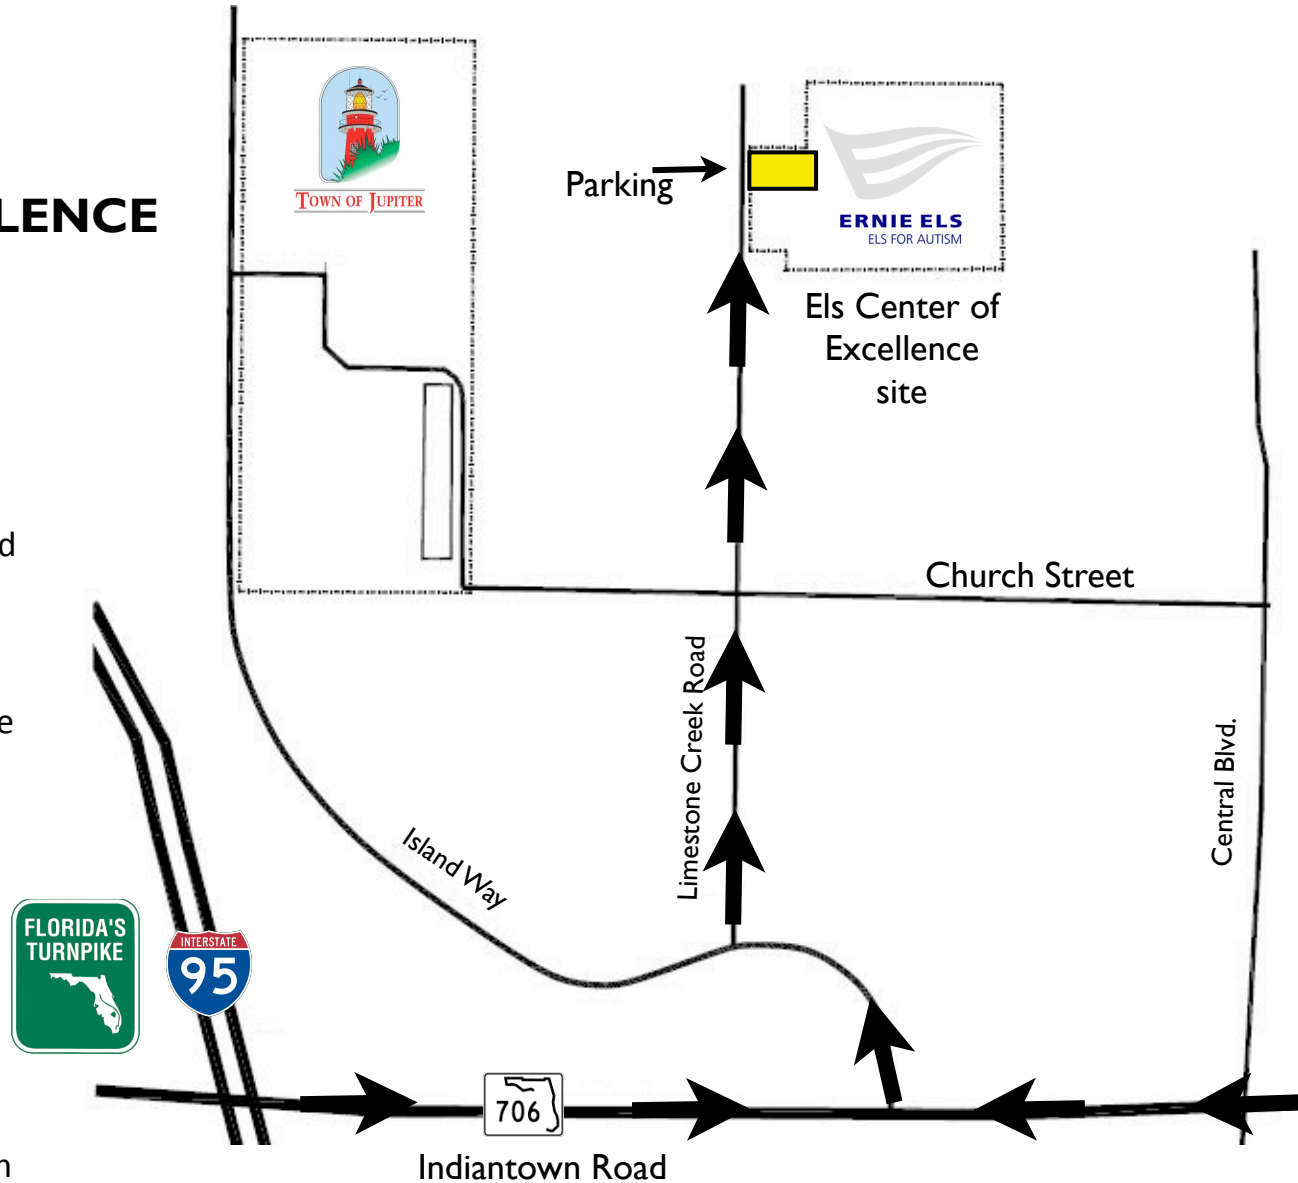 LENCE
d
e
n
TOWN OF JUPITER
Parking
ERNIE ELS
ELS FOR AUTISM
Els Center of
Excellence
site
Church Street
Limestone Creek Road
Central Blvd.
Island Way
FLORIDA'S
TURNPIKE
INTERSTATE
95
706
Indiantown Road